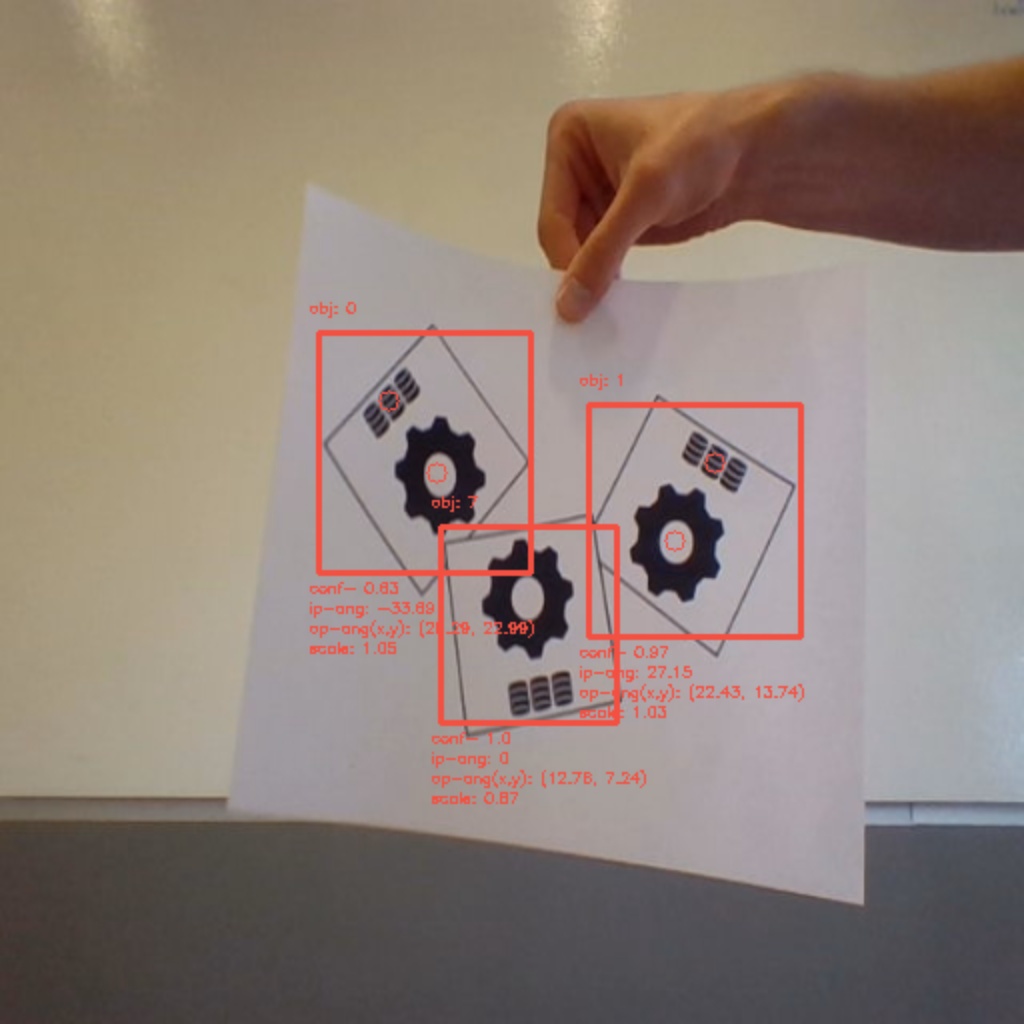 obj: 0
conf- 0.63
ip-ang: -33.69
scale: 1.05
obj: 1
conf- 0.97
ip-ang: 27.15
op-ang(x,y): (22.43, 13.74)
scale: 1.03
obj: 7
conf- 1.0
ip-ang: 0
op-ang(x,y): (12.76, 7.24)
scale: 0.87